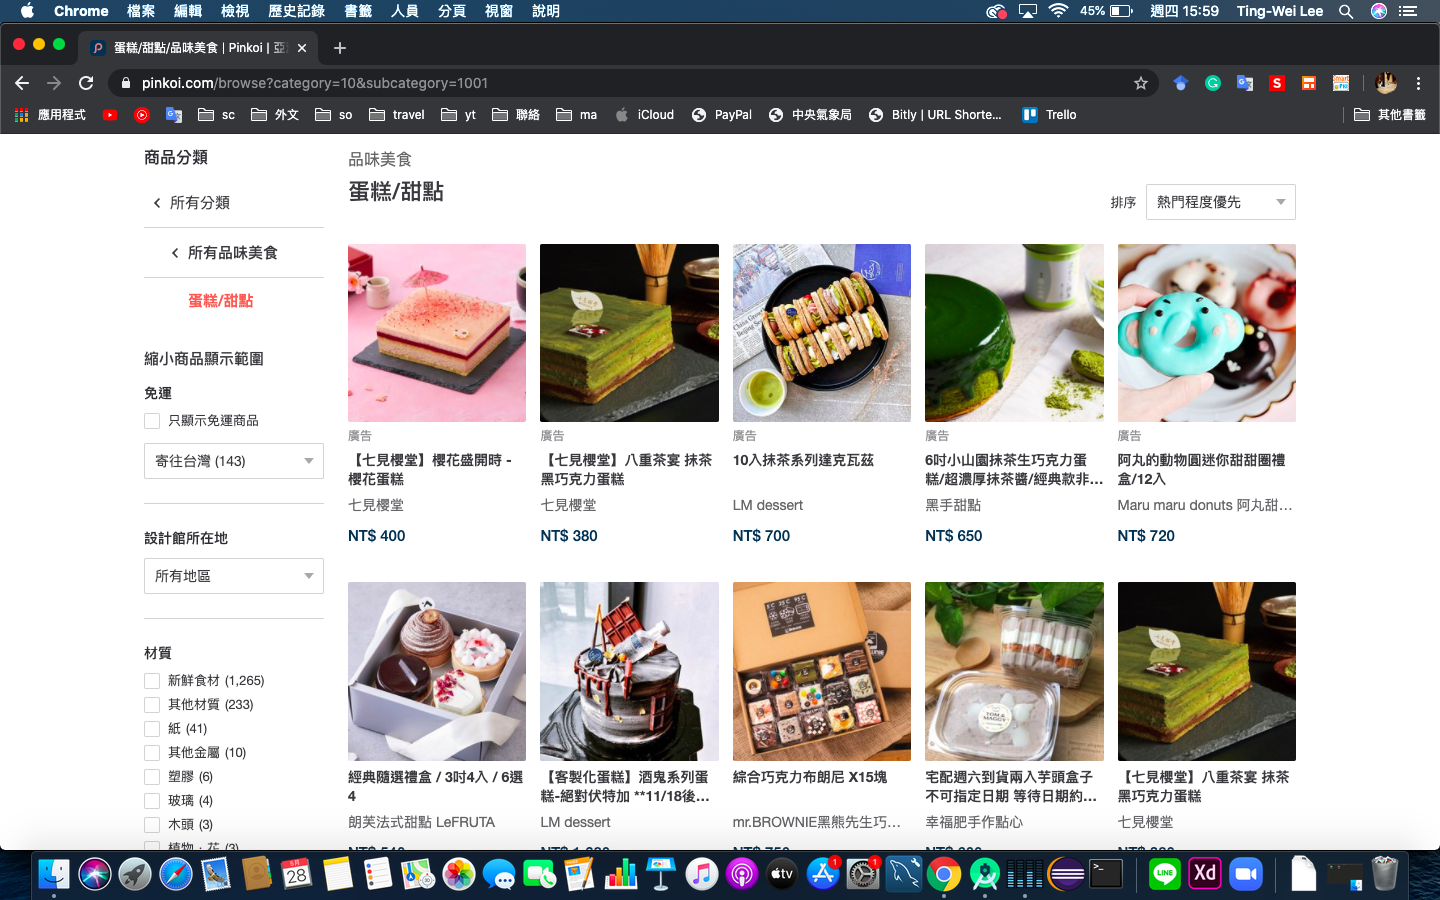 Chrome 檔案 編輯 檢視 歷史記錄 書籤 人員 分頁 視窗 說明 45% 週四 15:59 Ting-Wei Lee
蛋糕/甜點/品味美食 | Pinkoi | 亞
pinkoi.com/browse?category=10&subcategory=1001
應用程式 sc 外文 so travel yt 聯絡 ma iCloud PayPal 中央氣象局 Bitly | URL Shorte... Trello 其他書籤
商品分類
所有分類
所有品味美食
蛋糕/甜點
縮小商品顯示範圍
免運
只顯示免運商品
寄往台灣 (143)
設計館所在地
所有地區
材質
新鮮食材 (1,265)
其他材質 (233)
紙 (41)
其他金屬 (10)
塑膠 (6)
玻璃 (4)
木頭 (3)
植物・花 (3)
品味美食
蛋糕/甜點
排序 熱門程度優先
廣告
【七見櫻堂】櫻花盛開時 -
櫻花蛋糕
七見櫻堂
NT$ 400
廣告
【七見櫻堂】八重茶宴 抹茶
黑巧克力蛋糕
七見櫻堂
NT$ 380
廣告
10入抹茶系列達克瓦茲
LM dessert
NT$ 700
廣告
6吋小山園抹茶生巧克力蛋
糕/超濃厚抹茶醬/經典款非...
黑手甜點
NT$ 650
廣告
阿丸的動物圓迷你甜甜圈禮
盒/12入
Maru maru donuts 阿丸甜...
NT$ 720
經典隨選禮盒 / 3吋4入 / 6選
4
朗芙法式甜點 LeFRUTA
【客製化蛋糕】酒鬼系列蛋
糕-絕對伏特加 **11/18後...
LM dessert
綜合巧克力布朗尼 X15塊
mr.BROWNIE黑熊先生巧...
TOM&
MAGGY
宅配週六到貨兩入芋頭盒子
不可指定日期 等待日期約...
幸福肥手作點心
【七見櫻堂】八重茶宴 抹茶
黑巧克力蛋糕
七見櫻堂
5月
28
tv
1
1
LINE
Xd